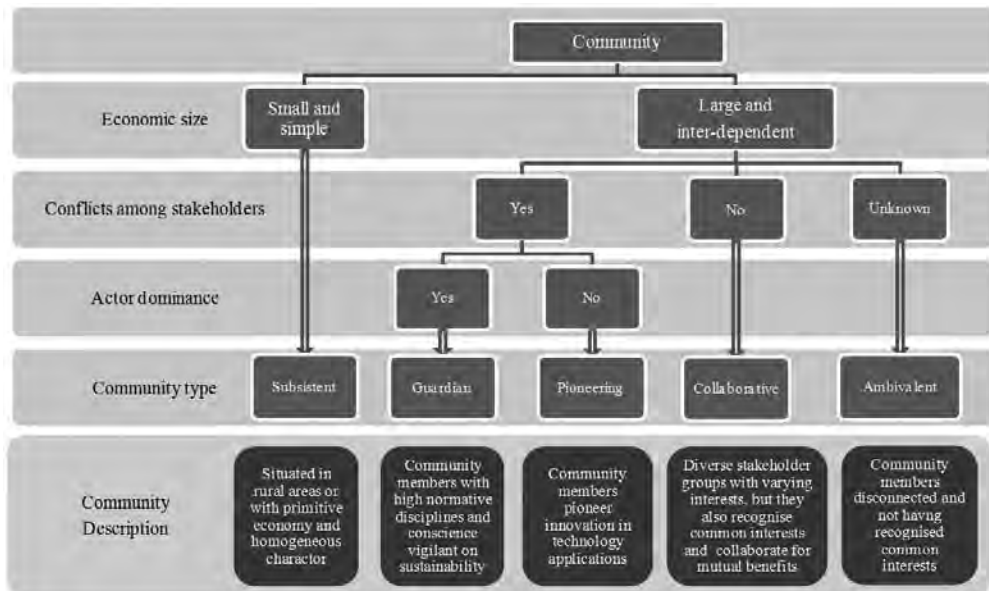 Community
Economic size
Small and
simple
Large and
inter-dependent
Conflicts among stakeholders
Yes
No
Unknown
Actor dominance
Yes
No
Community type
Subsistent
Guardian
Pioneering
Collaborative
Ambivalent
Community
Description
Situated in
rural areas or
with primitive
economy and
homogeneous
charactor
Community
members with
high normative
disciplines and
conscience
vigilant on
sustainability
Community
members
pioneer
innovation in
technology
applications
Diverse stakeholder
groups with varying
interests, but they
also recognise
common interests
and collaborate for
mutual benefits
Community
members
disconnected and
not havng
recognised
common
interests